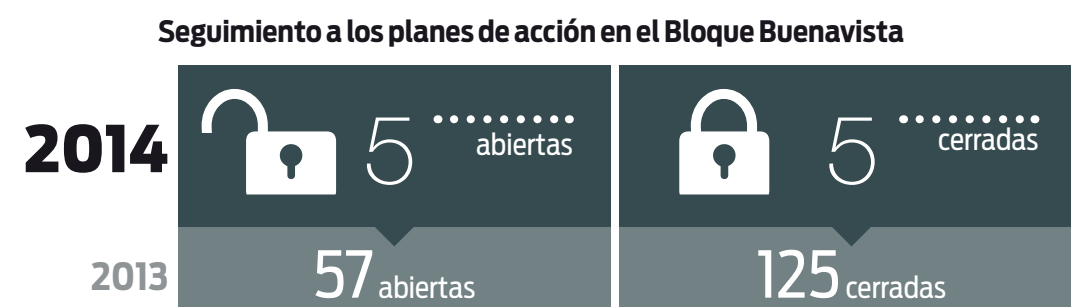 Seguimiento a los planes de acción en el Bloque Buenavista
2014
5 abiertas
5 cerradas
2013
57 abiertas
125 cerradas